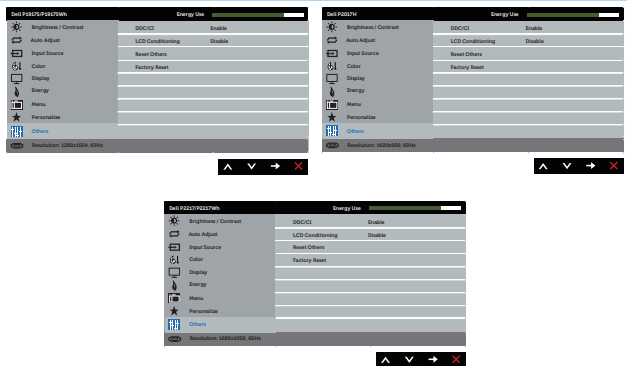 Dell P1917S/P1917SWh Energy Use
Brightness / Contrast DDC/CI Enable
Auto Adjust LCD Conditioning Disable
Input Source Reset Others
Color Factory Reset
Display
Energy
Menu
Personalize
Others
Resolution: 1280x1024, 60Hz
Dell P2017H Energy Use
Brightness / Contrast DDC/CI Enable
Auto Adjust LCD Conditioning Disable
Input Source Reset Others
Color Factory Reset
Display
Energy
Menu
Personalize
Others
Resolution: 1600x900, 60Hz
Dell P2217/P2217Wh Energy Use
Brightness / Contrast DDC/CI Enable
Auto Adjust LCD Conditioning Disable
Input Source Reset Others
Color Factory Reset
Display
Energy
Menu
Personalize
Others
Resolution: 1680x1050, 60Hz